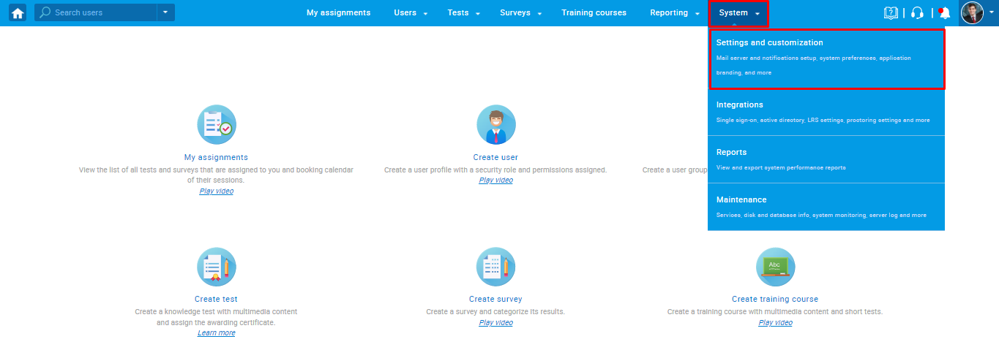 Search users
My assignments
Users
Tests
Surveys
Training courses
Reporting
System
Settings and customization
Mail server and notifications setup, system preferences, application
branding, and more
Integrations
Single sign-on, active directory, LRS settings, proctoring settings and more
Reports
View and export system performance reports
Maintenance
Services, disk and database info, system monitoring, server log and more
My assignments
View the list of all tests and surveys that are assigned to you and booking calendar
of their sessions.
Play video
Create user
Create a user profile with a security role and permissions assigned.
Play video
Create a user group
Create test
Create a knowledge test with multimedia content
and assign the awarding certificate.
Learn more
Create survey
Create a survey and categorize its results.
Play video
Abc
Create training course
Create a training course with multimedia content and short tests.
Play video